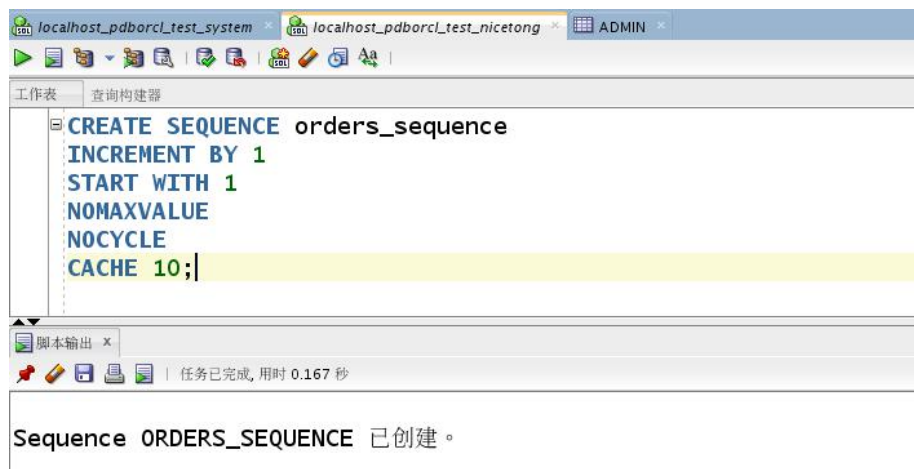 localhost_pdborcl_test_system localhost_pdborcl_test_nicetong ADMIN
工作表 查询构建器
CREATE SEQUENCE orders_sequence
INCREMENT BY 1
START WITH 1
NOMAXVALUE
NOCYCLE
CACHE 10;
脚本输出 x
任务已完成, 用时 0.167 秒
Sequence ORDERS_SEQUENCE 已创建。